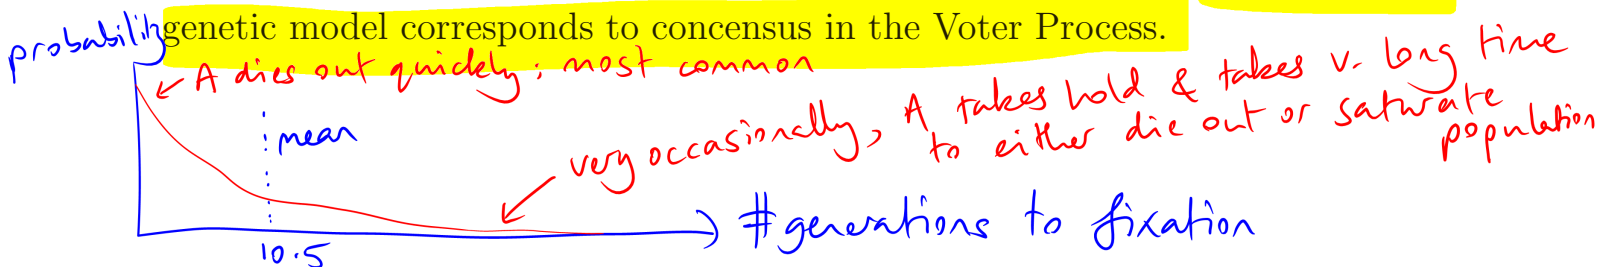 genetic model corresponds to concensus in the Voter Process.
probability
A dies out quickly; most common
mean
very occasionally, A takes hold & takes v. long time
to either die out or saturate
population
10.5
#generations to fixation